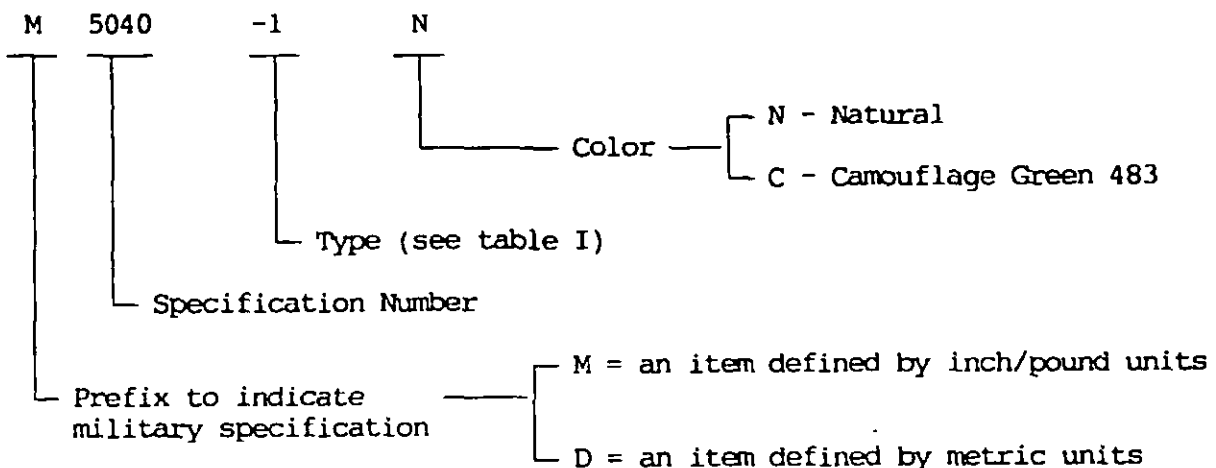 M 5040 -1 N
N - Natural
Color
C - Camouflage Green 483
Type (see table I)
Specification Number
M = an item defined by inch/pound units
Prefix to indicate
military specification
D = an item defined by metric units